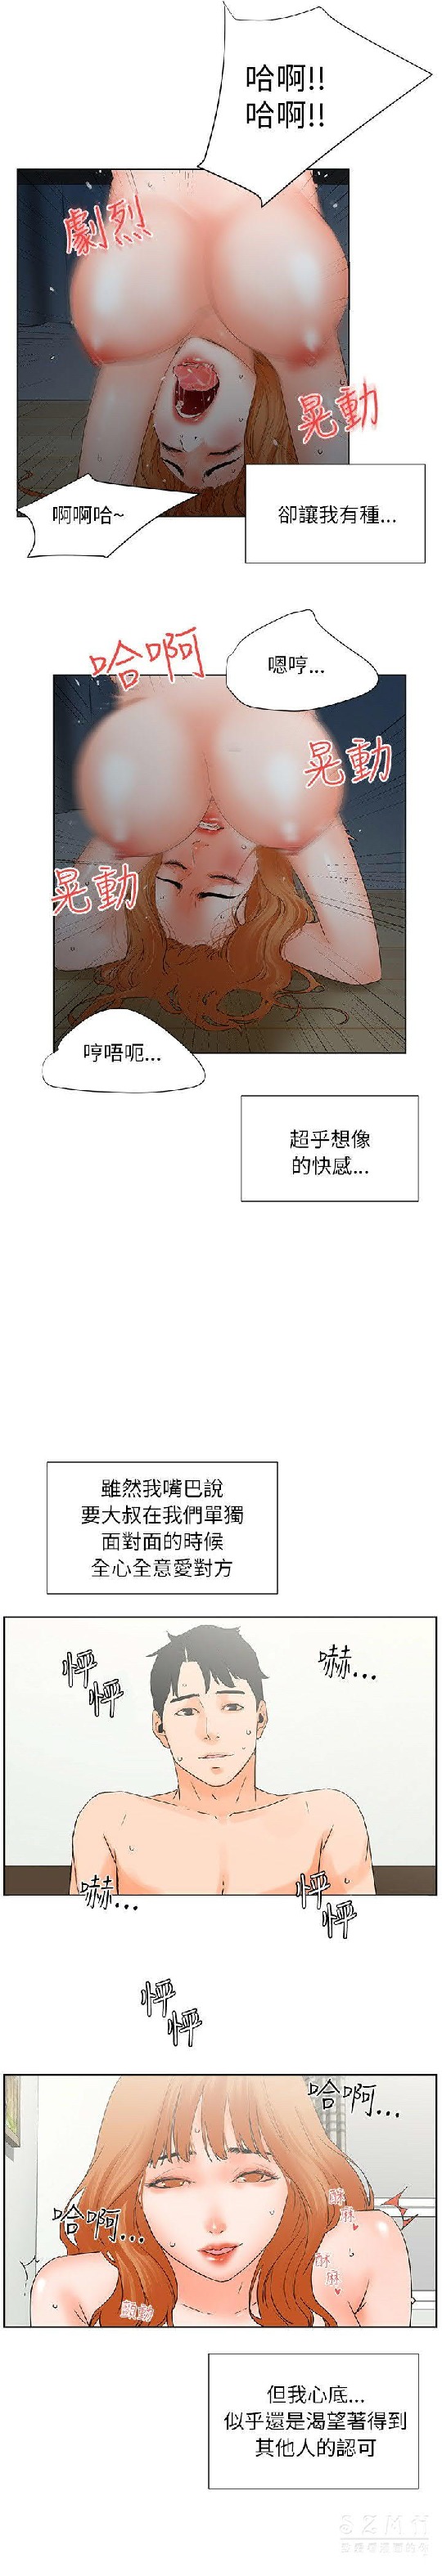 哈啊!!
哈啊!!
劇烈
晃動
啊啊哈~
卻讓我有種...
哈啊
嗯哼...
晃動
晃動
哼唔呃...
超乎想像
的快感...
雖然我嘴巴說
要大叔在我們單獨
面對面的時候
全心全意愛對方
怦
怦
嚇...
嚇...
怦
怦
怦
怦
哈啊...
哈啊...
酥
麻
酥
麻
顫動
但我心底...
似乎還是渴望著得到
其他人的認可